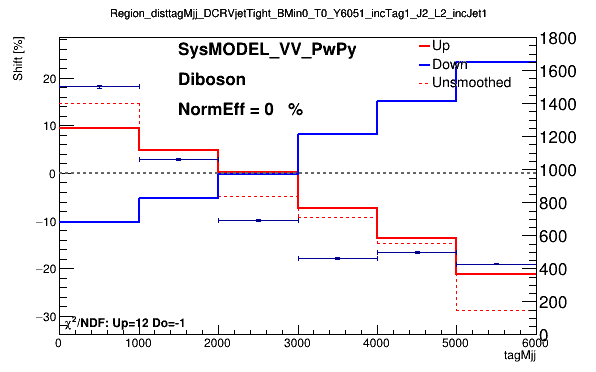 Region_disttagMjj_DCRVjetTight_BMin0_T0_Y6051_incTag1_J2_L2_incJet1
Shift [%]
SysMODEL_VV_PwPy
Diboson
NormEff = 0 %
Up
Down
Unsmoothed
20
10
0
−10
−20
−30
1800
1600
1400
1200
1000
800
600
400
200
0
χ²/NDF: Up=12 Do=-1
0 1000 2000 3000 4000 5000 6000
tagMjj